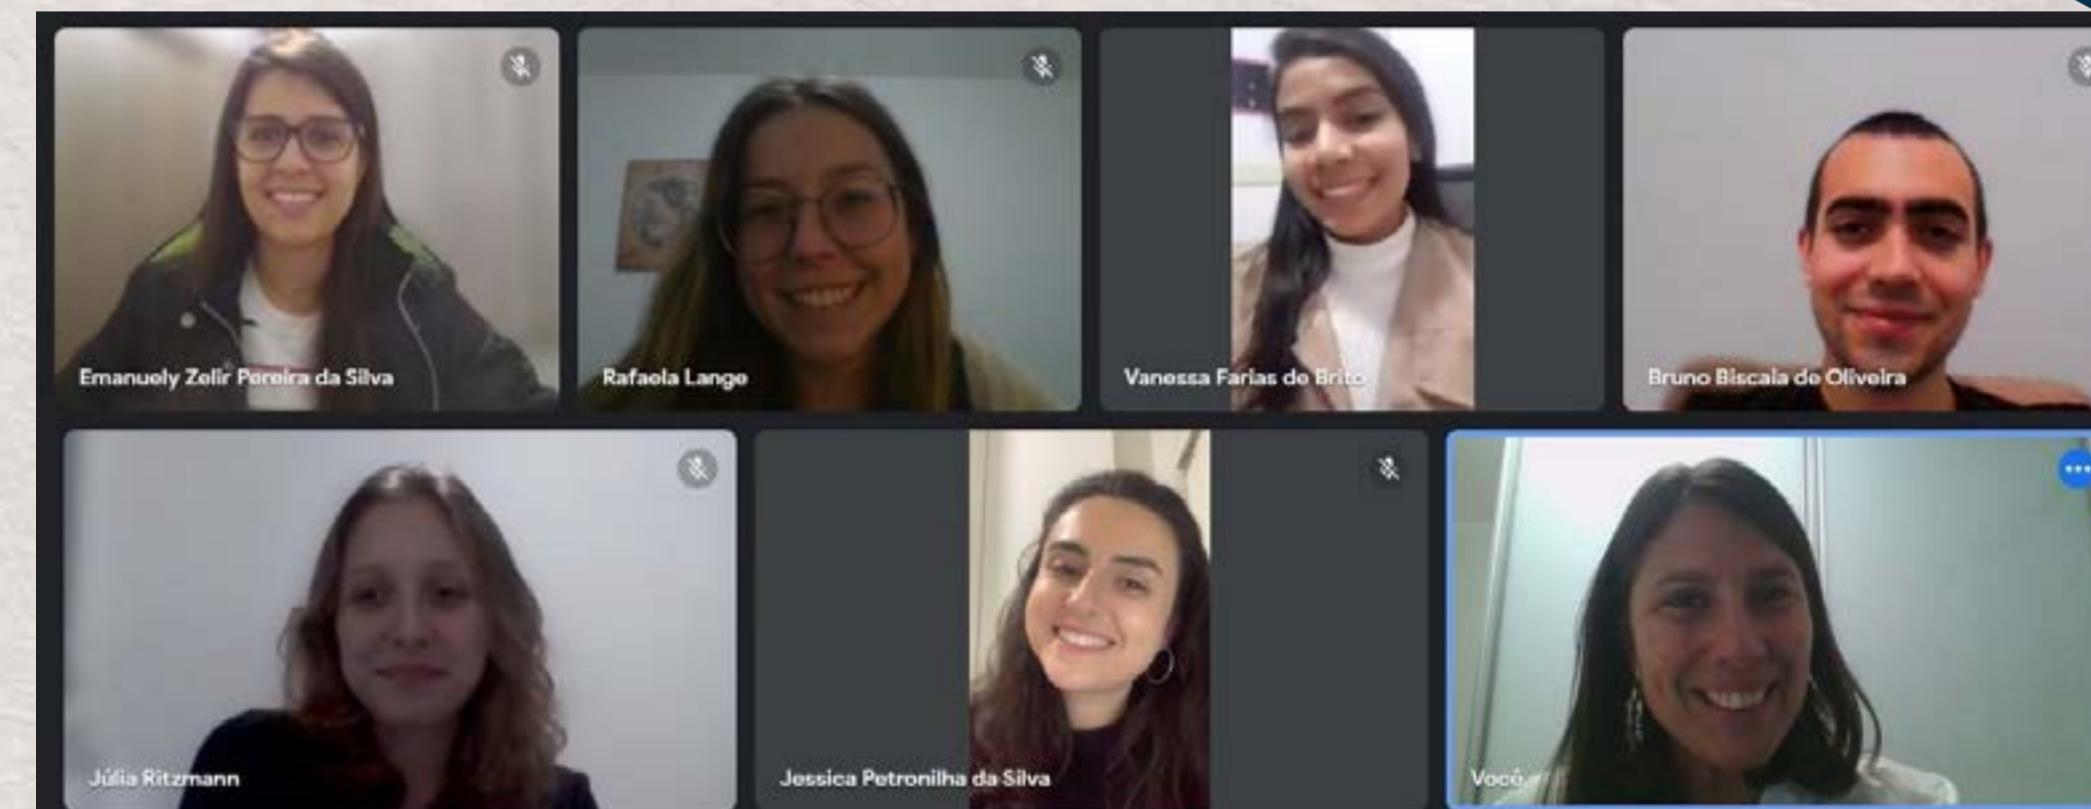 Emanuely Zelir Pereira da Silva
Rafaela Lange
Vanessa Farias de Brito
Bruno Biscaia de Oliveira
Júlia Ritzmann
Jessica Petronilha da Silva
Você